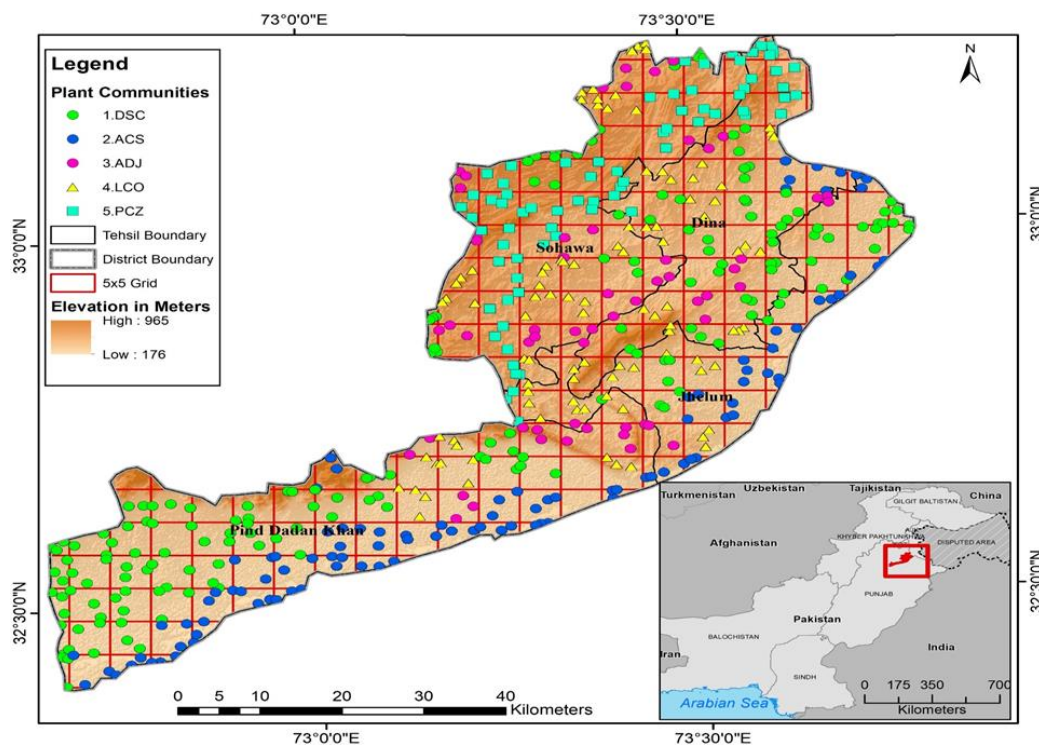 73°0'0"E
73°30'0"E
Legend
Plant Communities
1.DSC
2.ACS
3.ADJ
4.LCO
5.PCZ
Tehsil Boundary
District Boundary
5x5 Grid
Elevation in Meters
High : 965
Low : 176
N
33°0'0"N
33°0'0"N
Dina
Sohawa
Jhelum
Pind Dadan Khan
32°30'0"N
32°30'0"N
0 5 10 20 30 40
Kilometers
73°0'0"E
73°30'0"E
Turkmenistan
Uzbekistan
Tajikistan
China
GILGIT BALTISTAN
KHYBER PAKHTUNISHWA
DISPUTED AREA
Afghanistan
PUNJAB
Pakistan
BALOCHISTAN
India
Iran
SINDH
Arabian Sea
0 175 350 700
Kilometers